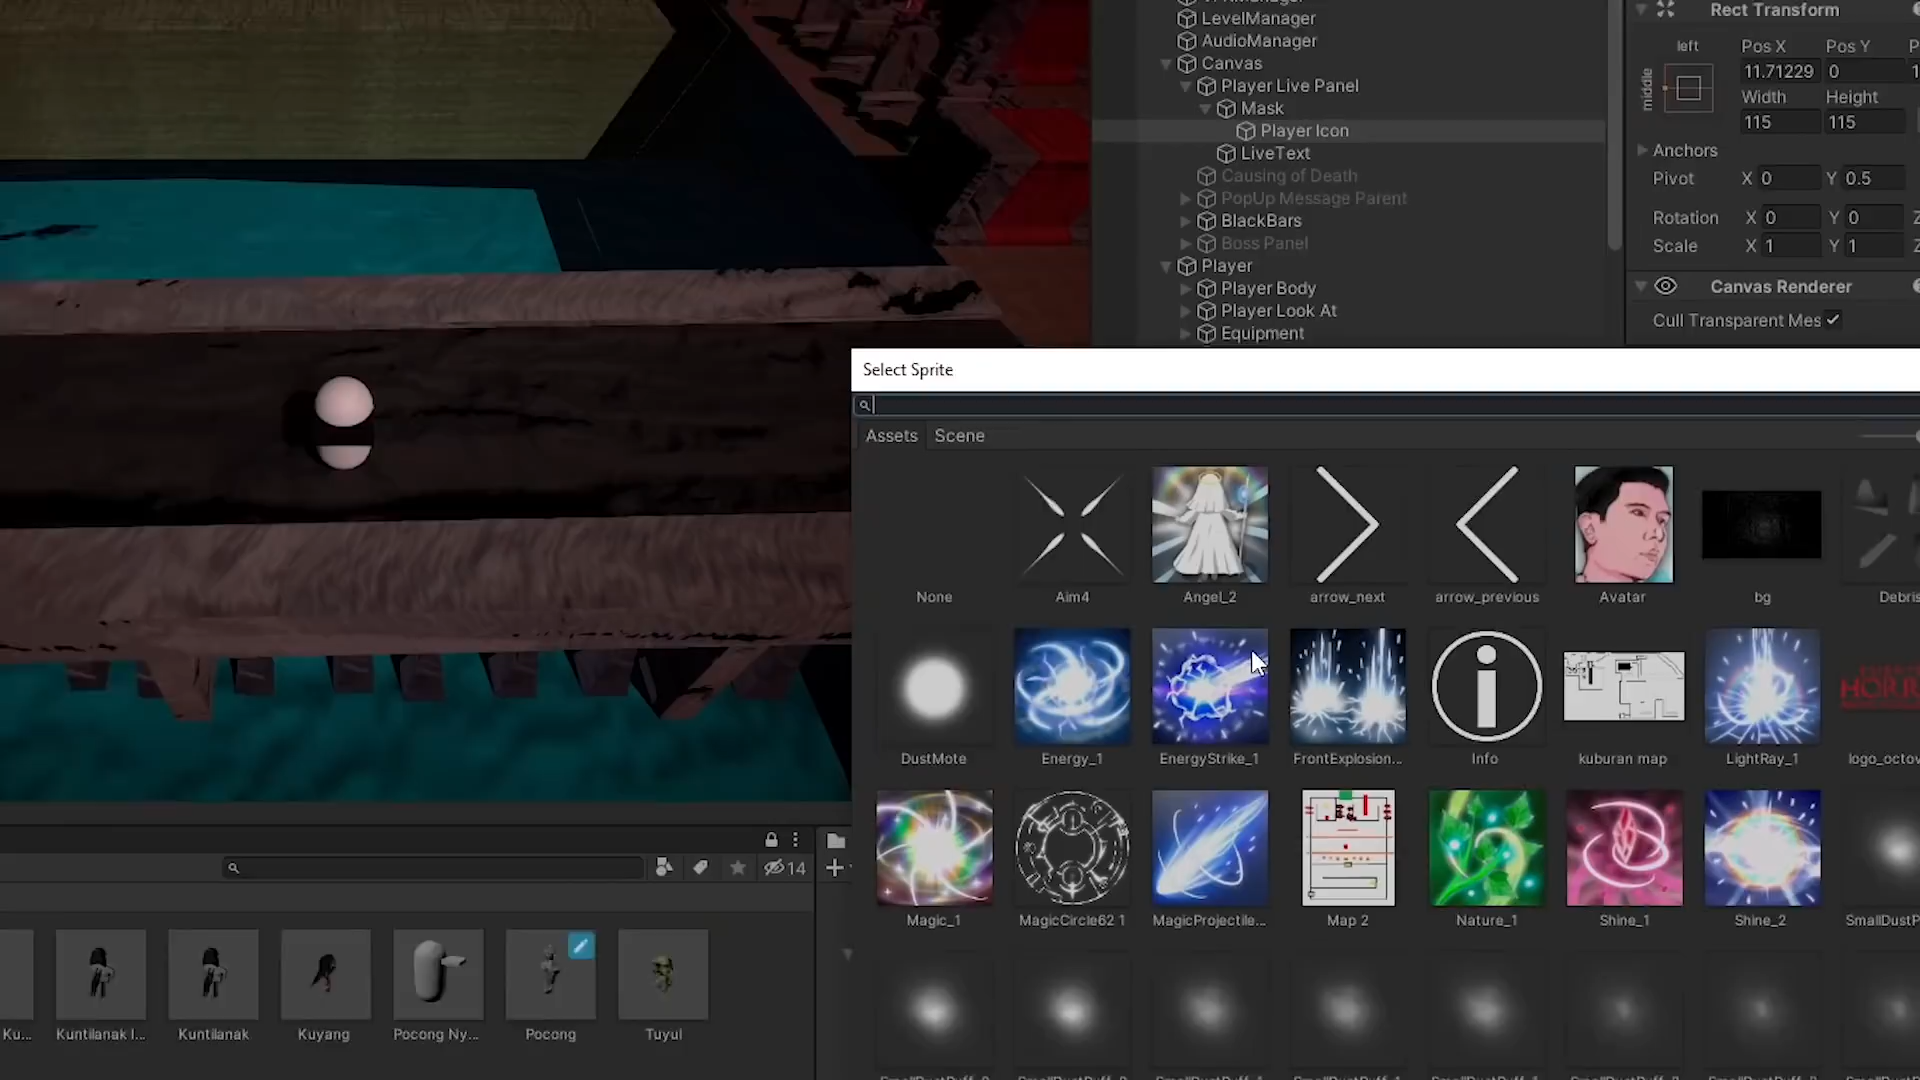 LevelManager
AudioManager
Canvas
Player Live Panel
Mask
Player Icon
LiveText
Causing of Death
PopUp Message Parent
BlackBars
Boss Panel
Player
Player Body
Player Look At
Equipment
Rect Transform
left
middle
Pos X
Pos Y
11.71229
0
Width
Height
115
115
Anchors
Pivot
X 0
Y 0.5
Rotation
X 0
Y 0
Scale
X 1
Y 1
Canvas Renderer
Cull Transparent Mes
Select Sprite
Assets
Scene
None
Aim4
Angel_2
arrow_next
arrow_previous
Avatar
bg
Debris
DustMote
Energy_1
EnergyStrike_1
FrontExplosion...
Info
kuburan map
LightRay_1
logo_octov
Magic_1
MagicCircle62 1
MagicProjectile...
Map 2
Nature_1
Shine_1
Shine_2
SmallDustP
14
Ku...
Kuntilanak I...
Kuntilanak
Kuyang
Pocong Ny...
Pocong
Tuyul